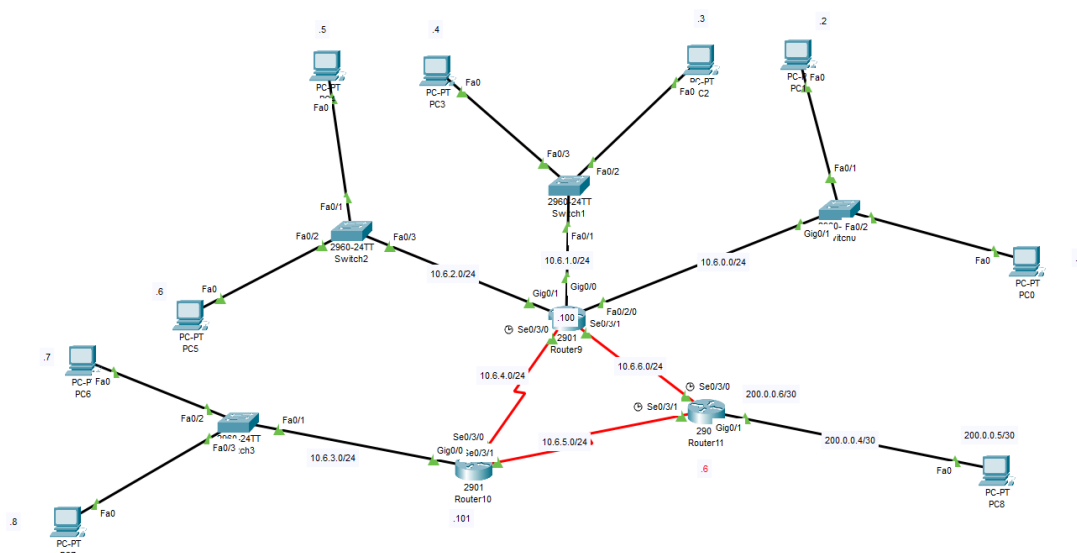 .5
.4
.3
.2
PC-PT
Fa0
PC-PT
PC3
Fa0
Fa0
Fa0
Fa0/3
Fa0/2
Fa0/1
2960-24TT
Switch1
Fa0/1
Fa0/1
Gig0/1
Fa0/2
Fa0/2
Fa0/3
2960-24TT
Switch2
10.6.2.0/24
10.6.1.0/24
10.6.0.0/24
Fa0
PC-PT
PC0
.6
Fa0
PC-PT
PC5
Gig0/1
Gig0/0
Fa0/2/0
.100
Se0/3/0
Se0/3/1
2901
Router9
.7
Fa0
PC6
10.6.4.0/24
10.6.6.0/24
Se0/3/0
200.0.0.6/30
Se0/3/1
Gig0/1
Router11
Fa0/2
Fa0/1
Fa0/3
10.6.3.0/24
Gig0/0
Se0/3/0
10.6.5.0/24
2901
Router10
.101
.6
200.0.0.4/30
200.0.0.5/30
Fa0
PC-PT
PC8
.8
Fa0
PC-PT